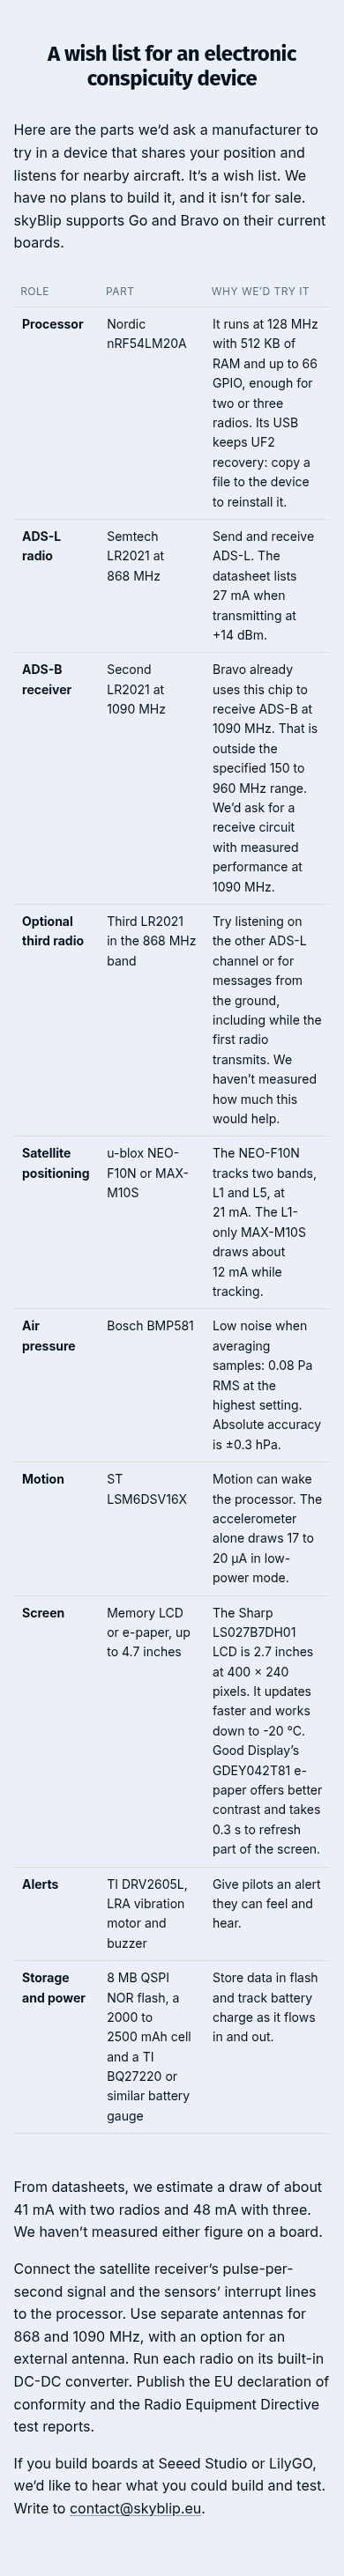 A wish list for an electronic
conspicuity device
Here are the parts we’d ask a manufacturer to
try in a device that shares your position and
listens for nearby aircraft. It’s a wish list. We
have no plans to build it, and it isn’t for sale.
skyBlip supports Go and Bravo on their current
boards.
ROLE PART WHY WE’D TRY IT
Processor
Nordic
nRF54LM20A
It runs at 128 MHz
with 512 KB of
RAM and up to 66
GPIO, enough for
two or three
radios. Its USB
keeps UF2
recovery: copy a
file to the device
to reinstall it.
ADS-L
radio
Semtech
LR2021 at
868 MHz
Send and receive
ADS-L. The
datasheet lists
27 mA when
transmitting at
+14 dBm.
ADS-B
receiver
Second
LR2021 at
1090 MHz
Bravo already
uses this chip to
receive ADS-B at
1090 MHz. That is
outside the
specified 150 to
960 MHz range.
We’d ask for a
receive circuit
with measured
performance at
1090 MHz.
Optional
third radio
Third LR2021
in the 868 MHz
band
Try listening on
the other ADS-L
channel or for
messages from
the ground,
including while the
first radio
transmits. We
haven’t measured
how much this
would help.
Satellite
positioning
u-blox NEO-
F10N or MAX-
M10S
The NEO-F10N
tracks two bands,
L1 and L5, at
21 mA. The L1-
only MAX-M10S
draws about
12 mA while
tracking.
Air
pressure
Bosch BMP581
Low noise when
averaging
samples: 0.08 Pa
RMS at the
highest setting.
Absolute accuracy
is ±0.3 hPa.
Motion
ST
LSM6DSV16X
Motion can wake
the processor. The
accelerometer
alone draws 17 to
20 µA in low-
power mode.
Screen
Memory LCD
or e-paper, up
to 4.7 inches
The Sharp
LS027B7DH01
LCD is 2.7 inches
at 400 × 240
pixels. It updates
faster and works
down to -20 °C.
Good Display’s
GDEY042T81 e-
paper offers better
contrast and takes
0.3 s to refresh
part of the screen.
Alerts
TI DRV2605L,
LRA vibration
motor and
buzzer
Give pilots an alert
they can feel and
hear.
Storage
and power
8 MB QSPI
NOR flash, a
2000 to
2500 mAh cell
and a TI
BQ27220 or
similar battery
gauge
Store data in flash
and track battery
charge as it flows
in and out.
From datasheets, we estimate a draw of about
41 mA with two radios and 48 mA with three.
We haven’t measured either figure on a board.
Connect the satellite receiver’s pulse-per-
second signal and the sensors’ interrupt lines
to the processor. Use separate antennas for
868 and 1090 MHz, with an option for an
external antenna. Run each radio on its built-in
DC-DC converter. Publish the EU declaration of
conformity and the Radio Equipment Directive
test reports.
If you build boards at Seeed Studio or LilyGO,
we’d like to hear what you could build and test.
Write to contact@skyblip.eu.